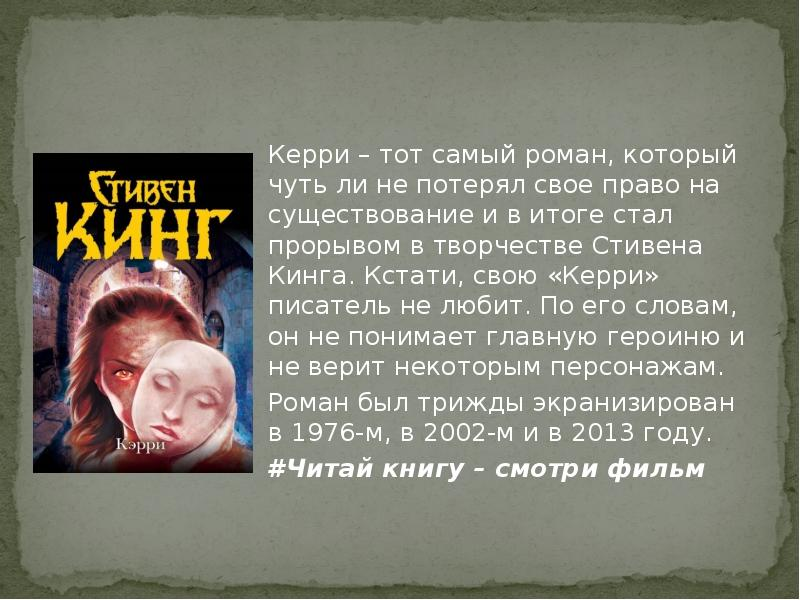 Стивен
Кинг
Кэрри
Керри – тот самый роман, который
чуть ли не потерял свое право на
существование и в итоге стал
прорывом в творчестве Стивена
Кинга. Кстати, свою «Керри»
писатель не любит. По его словам,
он не понимает главную героиню и
не верит некоторым персонажам.
Роман был трижды экранизирован
в 1976-м, в 2002-м и в 2013 году.
#Читай книгу – смотри фильм